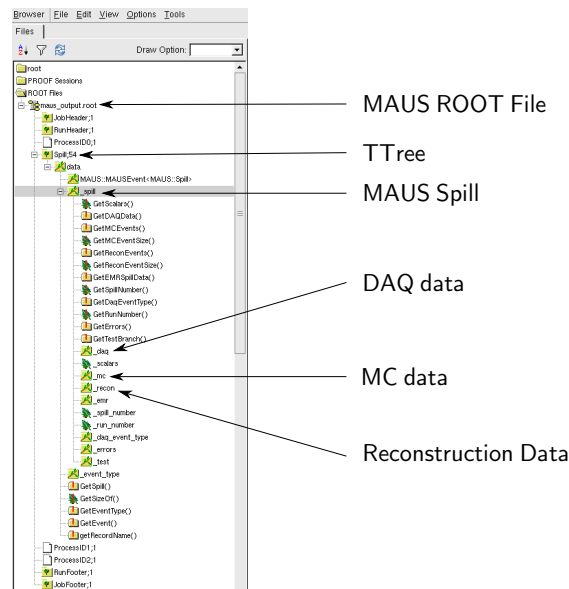 Browser File Edit View Options Tools
Files
Draw Option:
root
PROOF Sessions
ROOT Files
maus_output.root
JobHeader;1
RunHeader;1
ProcessID0;1
Spill;54
data
MAUS::MAUSEvent<MAUS::Spill>
_spill
GetScalars()
GetDAQData()
GetMCEvents()
GetMCEventSize()
GetReconEvents()
GetReconEventSize()
GetEMRSpillData()
GetSpillNumber()
GetDaqEventType()
GetRunNumber()
GetErrors()
GetTestBranch()
_daq
_scalars
_mc
_recon
_emr
_spill_number
_run_number
_daq_event_type
_errors
_test
_event_type
GetSpill()
GetSizeOf()
GetEventType()
GetEvent()
getRecordName()
ProcessID1;1
ProcessID2;1
RunFooter;1
JobFooter;1
MAUS ROOT File
TTree
MAUS Spill
DAQ data
MC data
Reconstruction Data